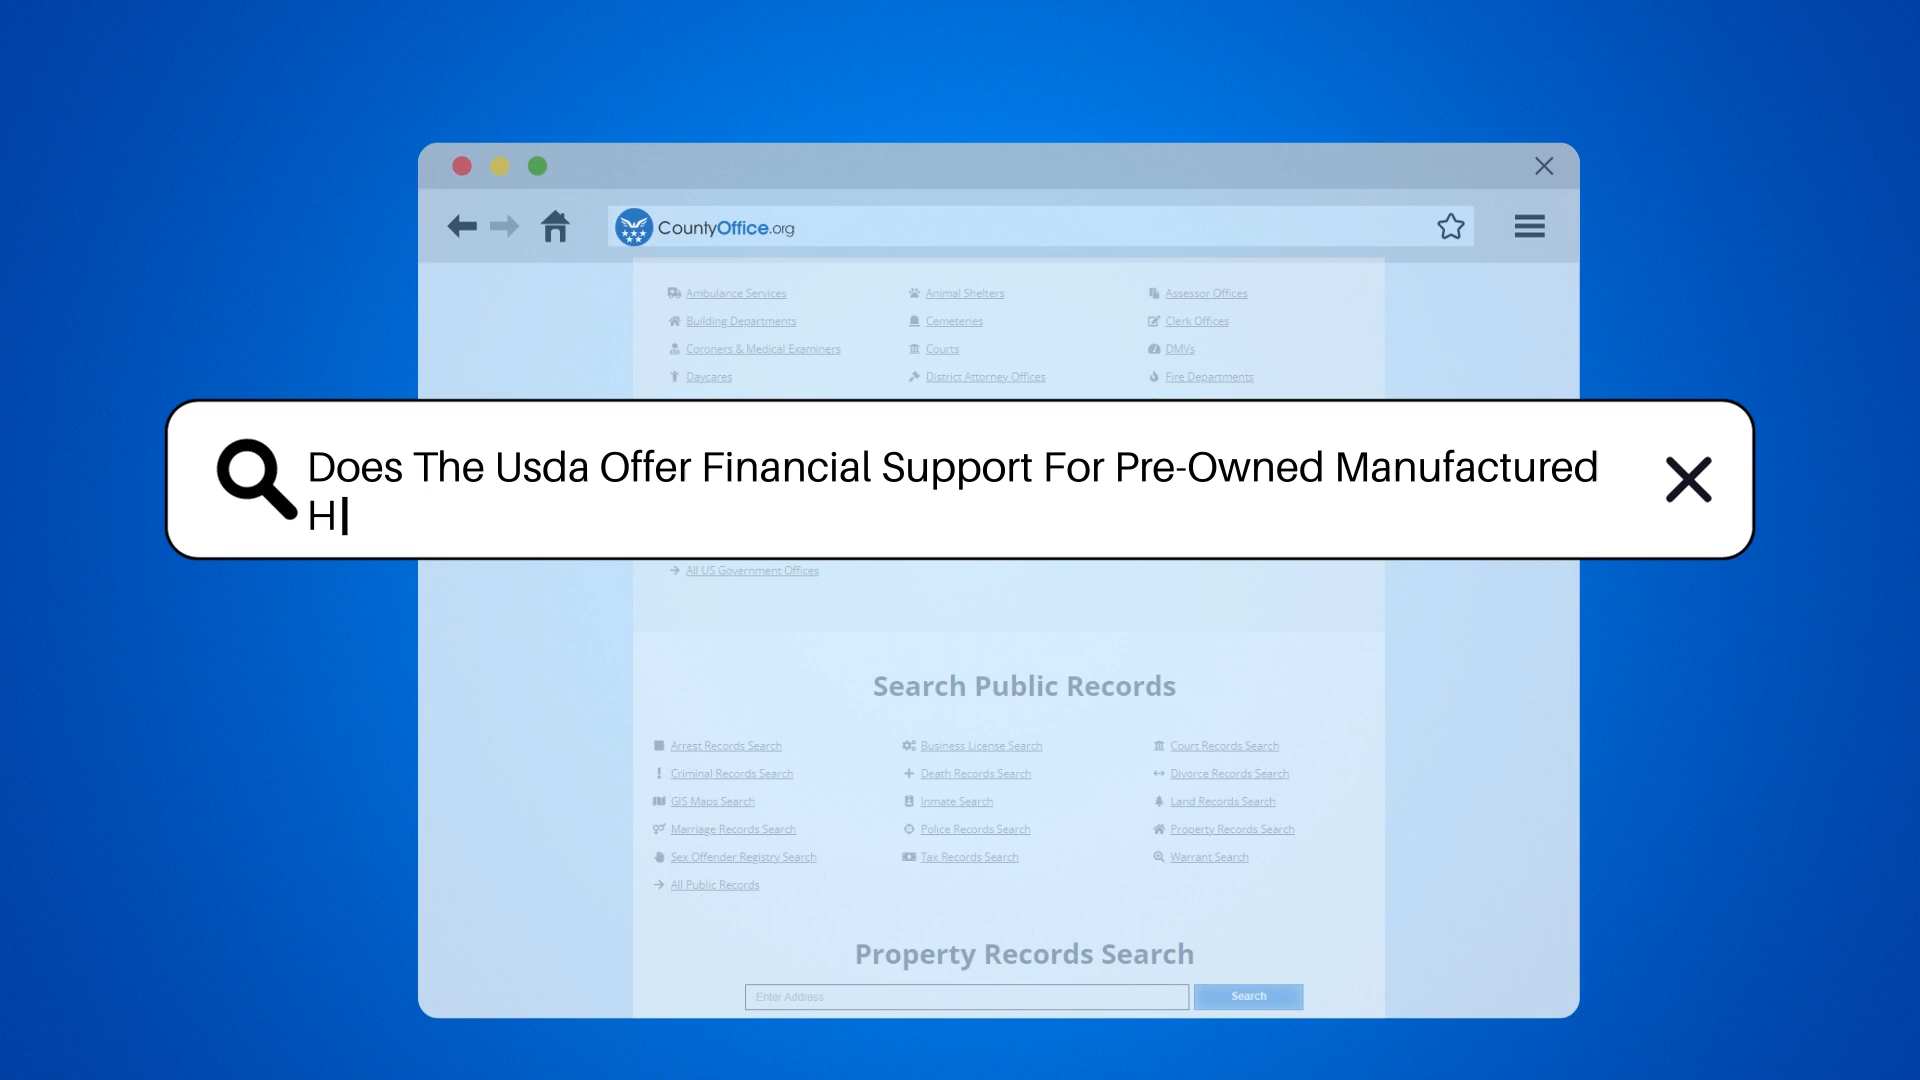 CountyOffice.org
Ambulance Services Animal Shelters Assessor Offices
Building Departments Cemeteries Clerk Offices
Coroners & Medical Examiners Courts DMVs
Daycares District Attorney Offices Fire Departments
Does The Usda Offer Financial Support For Pre-Owned Manufactured
H
All US Government Offices
Search Public Records
Arrest Records Search Business License Search Court Records Search
Criminal Records Search Death Records Search Divorce Records Search
GIS Maps Search Inmate Search Land Records Search
Marriage Records Search Police Records Search Property Records Search
Sex Offender Registry Search Tax Records Search Warrant Search
All Public Records
Property Records Search
Enter Address Search